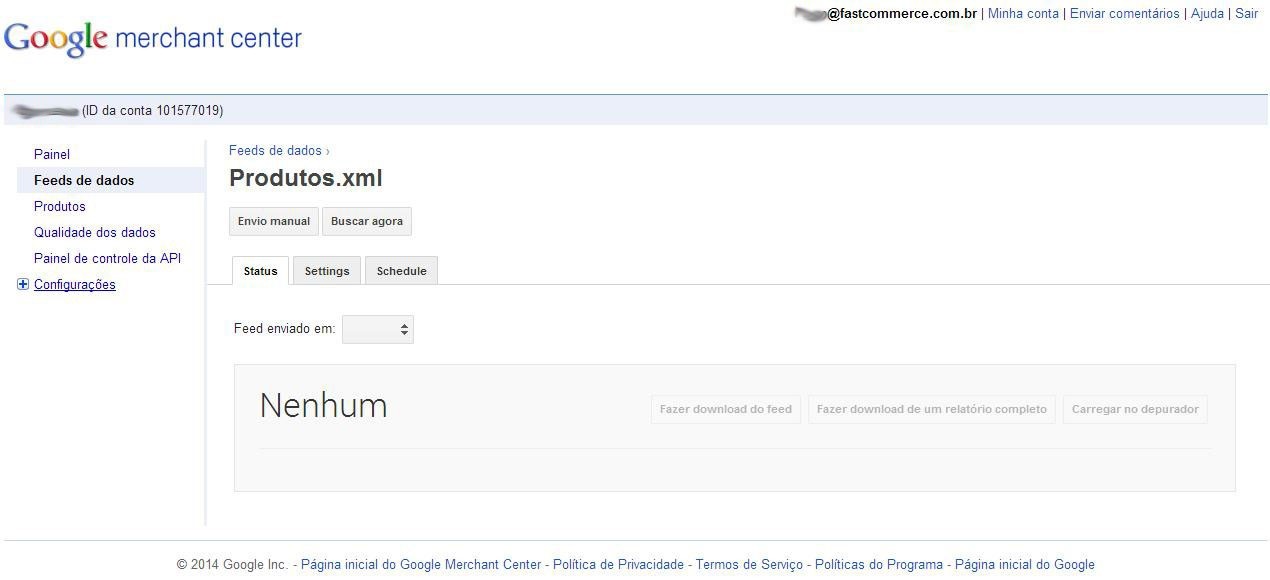 @fastcommerce.com.br | Minha conta | Enviar comentários | Ajuda | Sair
Google merchant center
(ID da conta 101577019)
Painel
Feeds de dados
Produtos
Qualidade dos dados
Painel de controle da API
Configurações
Feeds de dados ›
Produtos.xml
Envio manual Buscar agora
Status Settings Schedule
Feed enviado em:
Nenhum
Fazer download do feed Fazer download de um relatório completo Carregar no depurador
© 2014 Google Inc. - Página inicial do Google Merchant Center - Política de Privacidade - Termos de Serviço - Políticas do Programa - Página inicial do Google